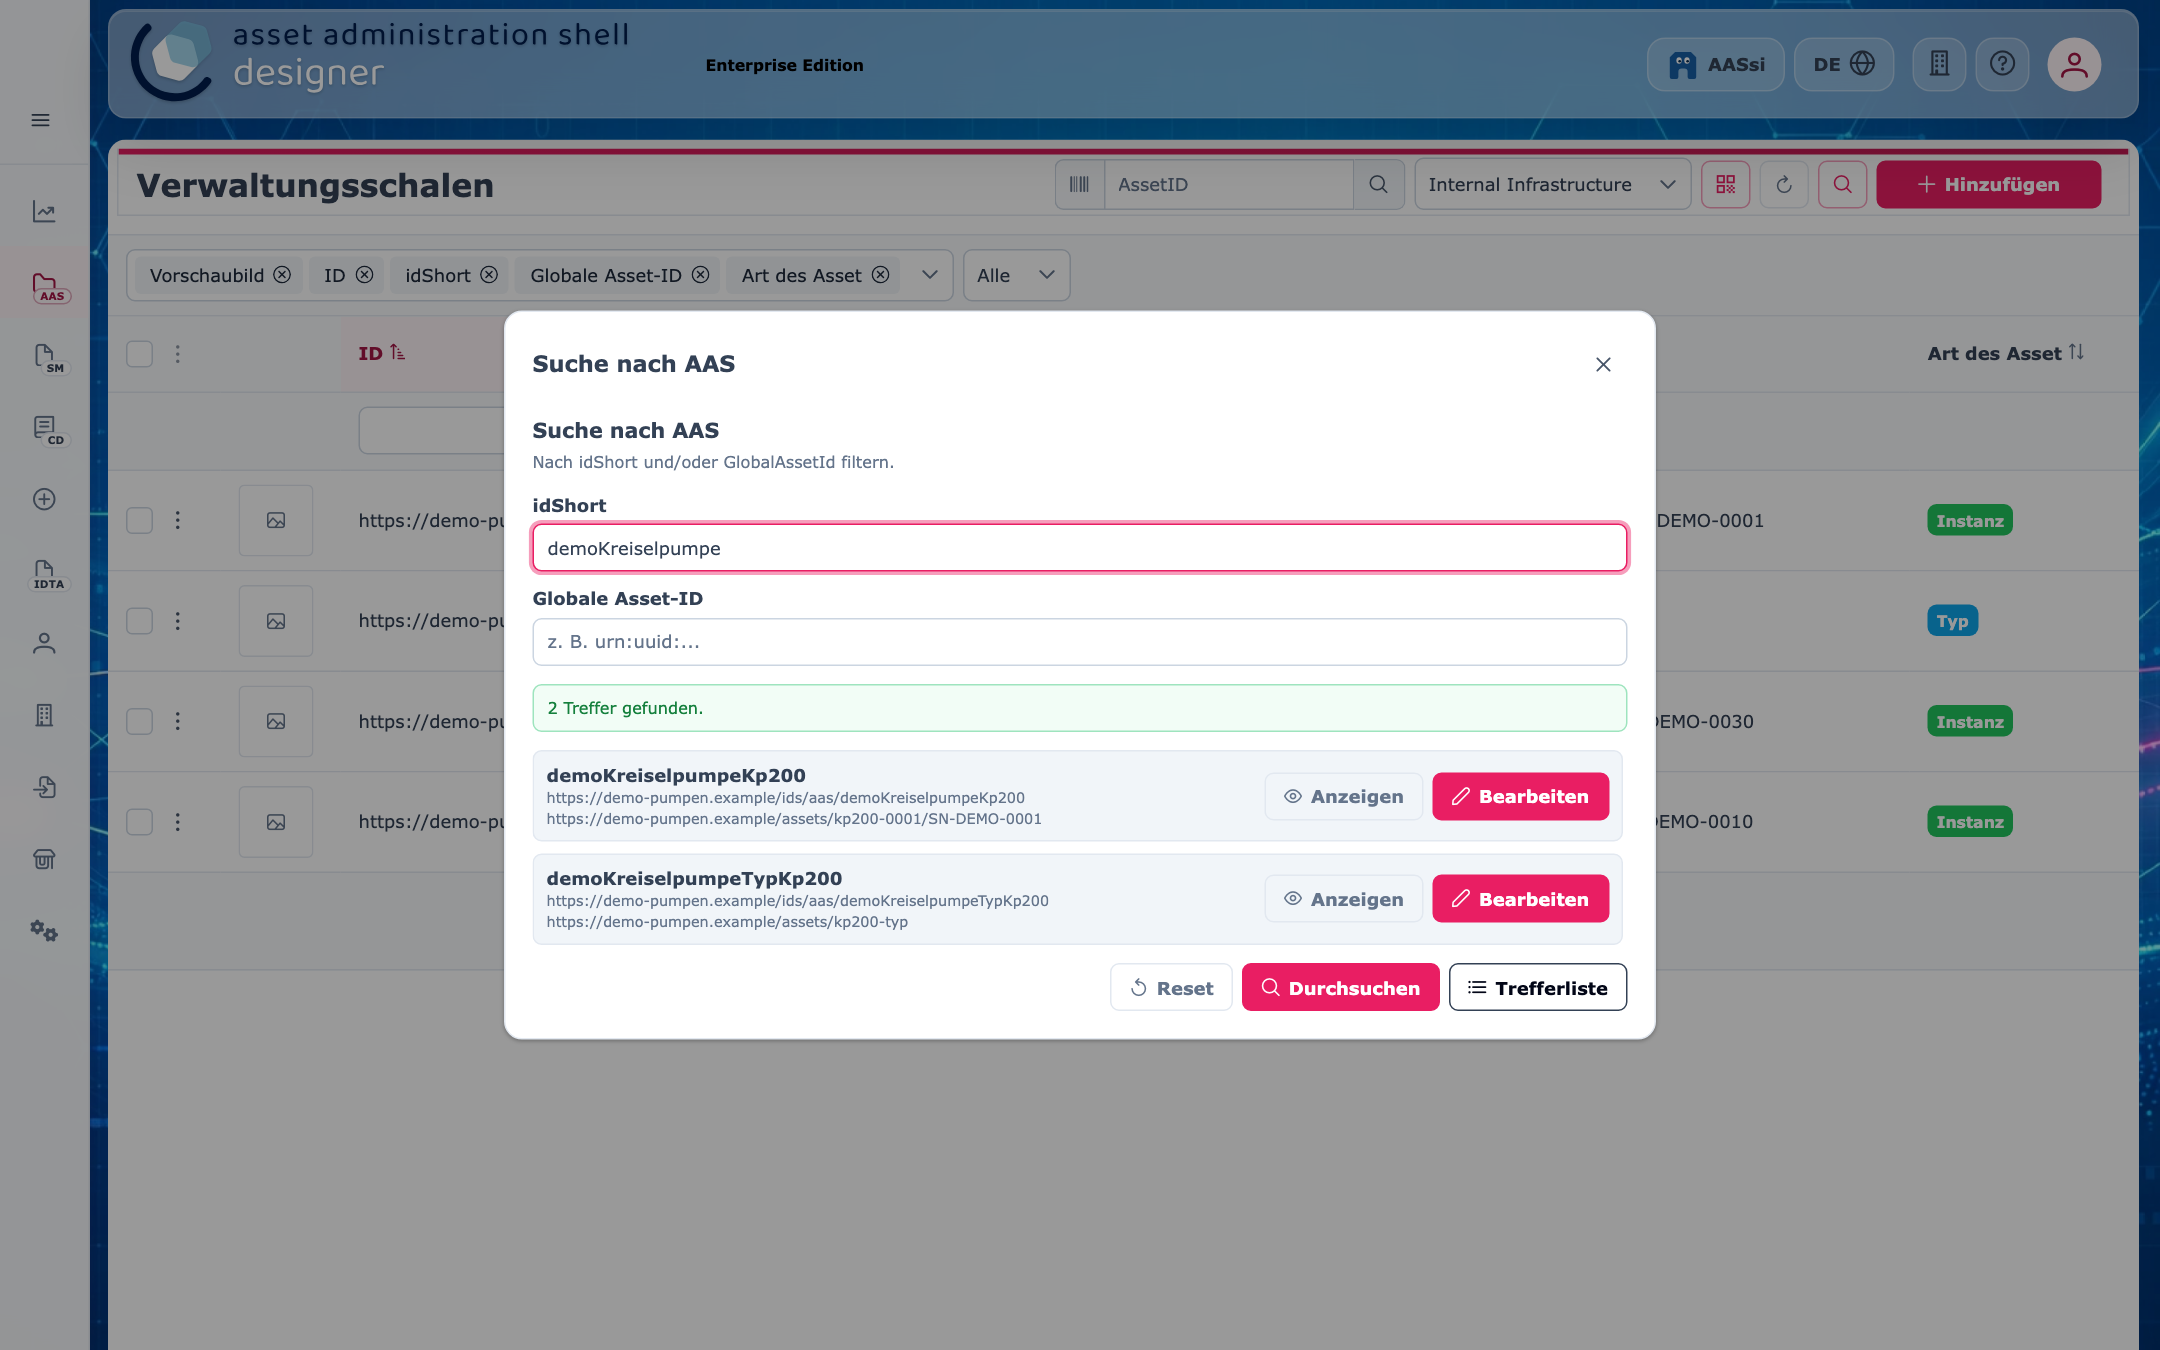 asset administration shell
designer
Enterprise Edition
AASsi
DE
Verwaltungsschalen
AssetID
Internal Infrastructure
Hinzufügen
AAS
SM
CD
IDTA
Vorschaubild
ID
idShort
Globale Asset-ID
Art des Asset
Alle
ID
Art des Asset
https://demo-pu
DEMO-0001
Instanz
https://demo-pu
Typ
https://demo-pu
DEMO-0030
Instanz
https://demo-pu
DEMO-0010
Instanz
Suche nach AAS
Suche nach AAS
Nach idShort und/oder GlobalAssetId filtern.
idShort
demoKreiselpumpe
Globale Asset-ID
z. B. urn:uuid:...
2 Treffer gefunden.
demoKreiselpumpeKp200
https://demo-pumpen.example/ids/aas/demoKreiselpumpeKp200
https://demo-pumpen.example/assets/kp200-0001/SN-DEMO-0001
Anzeigen
Bearbeiten
demoKreiselpumpeTypKp200
https://demo-pumpen.example/ids/aas/demoKreiselpumpeTypKp200
https://demo-pumpen.example/assets/kp200-typ
Anzeigen
Bearbeiten
Reset
Durchsuchen
Trefferliste